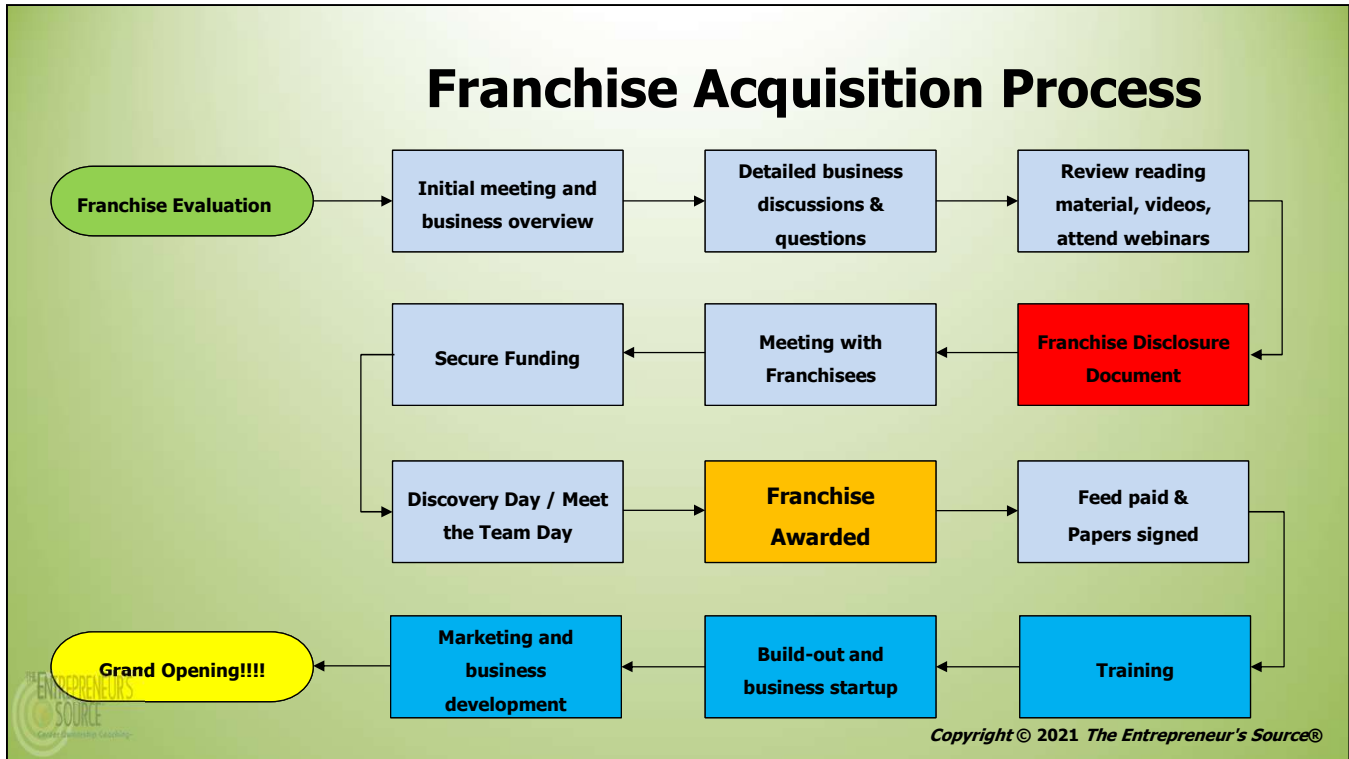 Franchise Acquisition Process
Franchise Evaluation
Initial meeting and
business overview
Detailed business
discussions &
questions
Review reading
material, videos,
attend webinars
Franchise Disclosure
Document
Meeting with
Franchisees
Secure Funding
Discovery Day / Meet
the Team Day
Franchise
Awarded
Feed paid &
Papers signed
Training
Build-out and
business startup
Marketing and
business
development
Grand Opening!!!!
THE
ENTREPRENEUR'S
SOURCE
Career Ownership Coaching
Copyright © 2021 The Entrepreneur's Source®